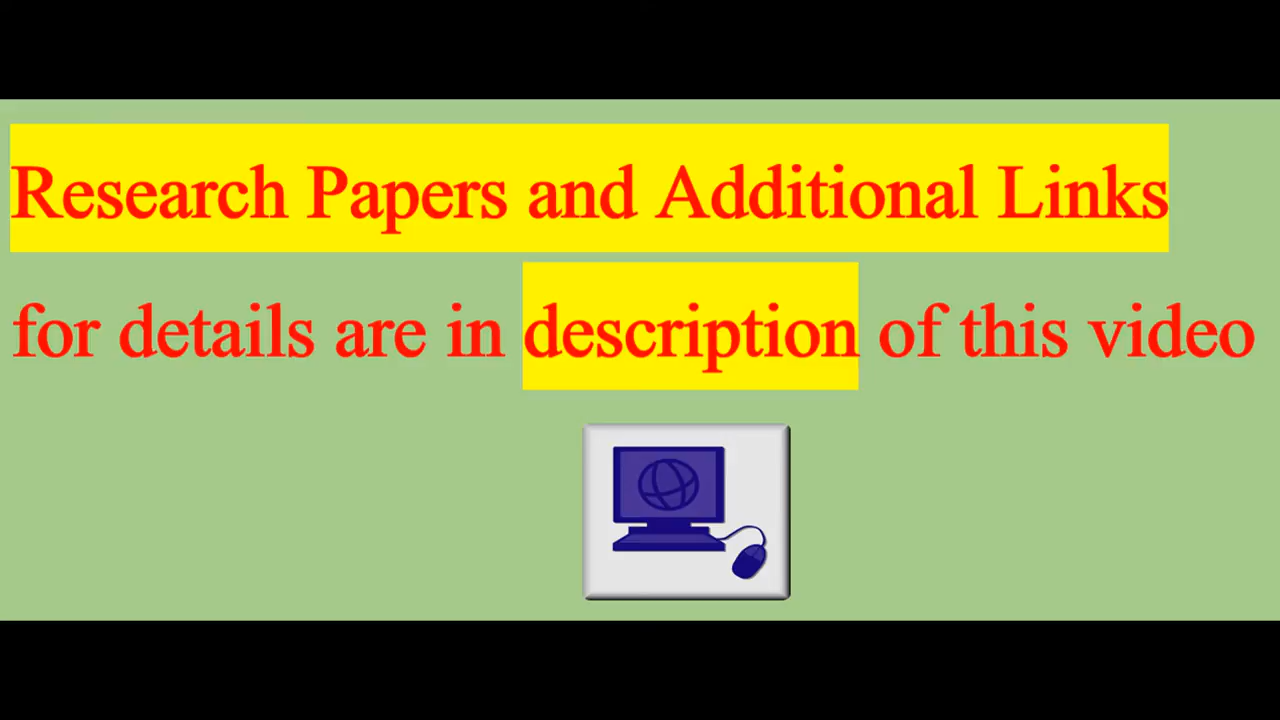 Research Papers and Additional Links
for details are in description of this video